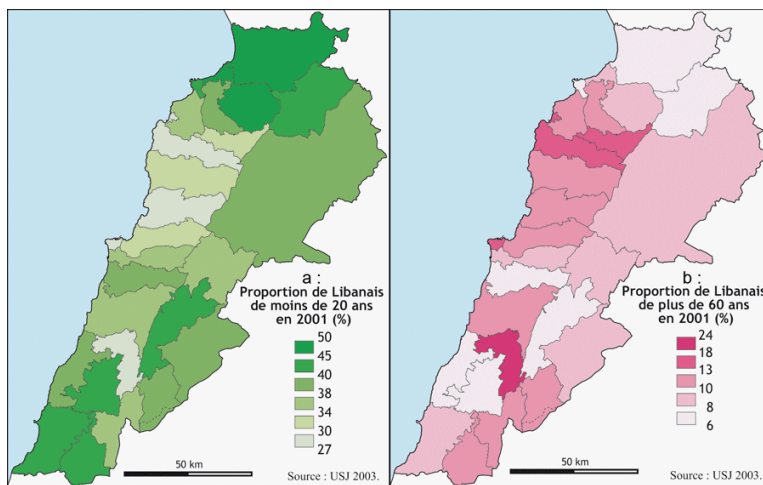 a :
Proportion de Libanais
de moins de 20 ans
en 2001 (%)
50
45
40
38
34
30
27
50 km
Source : USJ 2003.
b :
Proportion de Libanais
de plus de 60 ans
en 2001 (%)
24
18
13
10
8
6
50 km
Source : USJ 2003.